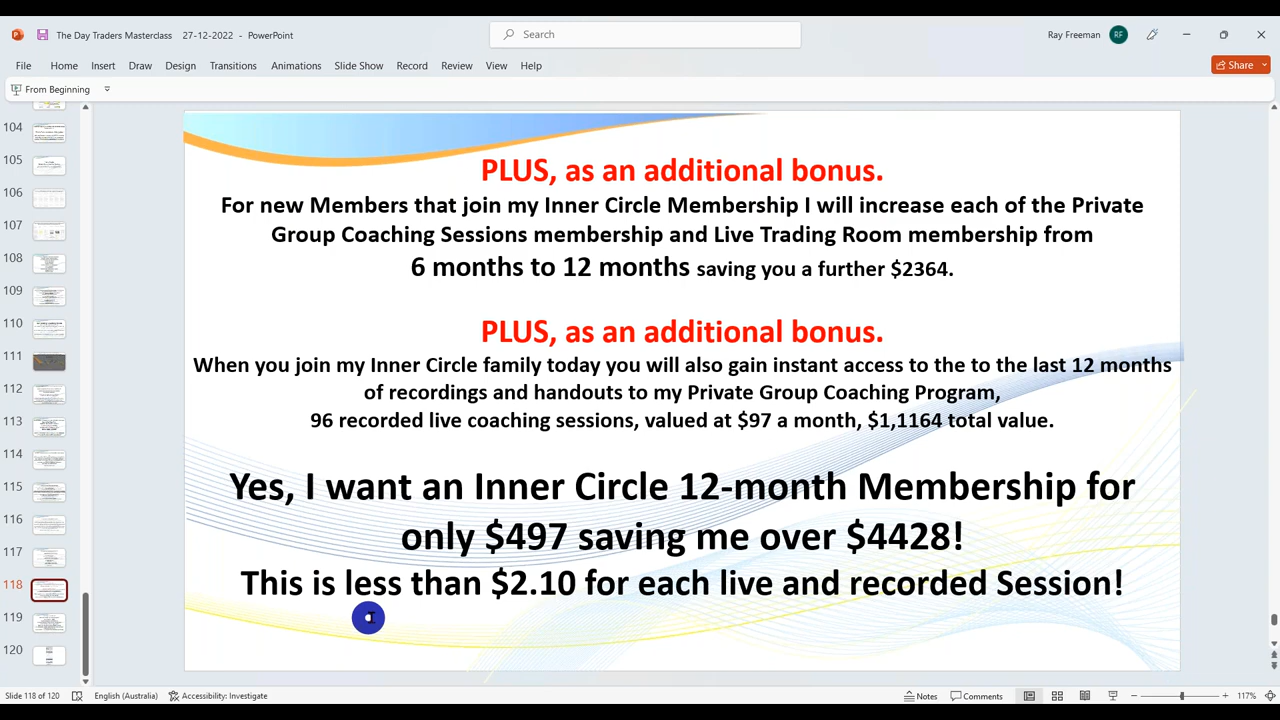 The Day Traders Masterclass 27-12-2022 - PowerPoint
Search
Ray Freeman RF
File Home Insert Draw Design Transitions Animations Slide Show Record Review View Help
Share
From Beginning
104
105
106
107
108
109
110
111
112
113
114
115
116
117
118
119
120
PLUS, as an additional bonus.
For new Members that join my Inner Circle Membership I will increase each of the Private
Group Coaching Sessions membership and Live Trading Room membership from
6 months to 12 months saving you a further $2364.
PLUS, as an additional bonus.
When you join my Inner Circle family today you will also gain instant access to the to the last 12 months
of recordings and handouts to my Private Group Coaching Program,
96 recorded live coaching sessions, valued at $97 a month, $1,1164 total value.
Yes, I want an Inner Circle 12-month Membership for
only $497 saving me over $4428!
This is less than $2.10 for each live and recorded Session!
Slide 118 of 120 English (Australia) Accessibility: Investigate Notes Comments 117%